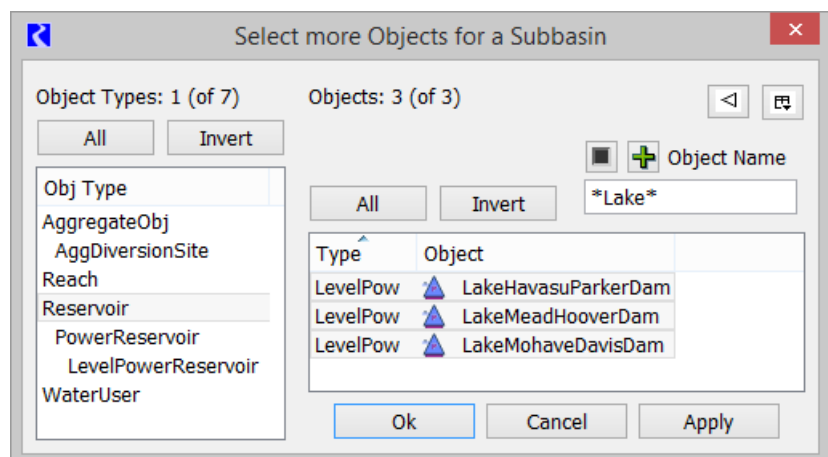 Select more Objects for a Subbasin
Object Types: 1 (of 7)
All Invert
Obj Type
AggregateObj
AggDiversionSite
Reach
Reservoir
PowerReservoir
LevelPowerReservoir
WaterUser
Objects: 3 (of 3)
Object Name
All Invert *Lake*
Type Object
LevelPow LakeHavasuParkerDam
LevelPow LakeMeadHooverDam
LevelPow LakeMohaveDavisDam
Ok Cancel Apply